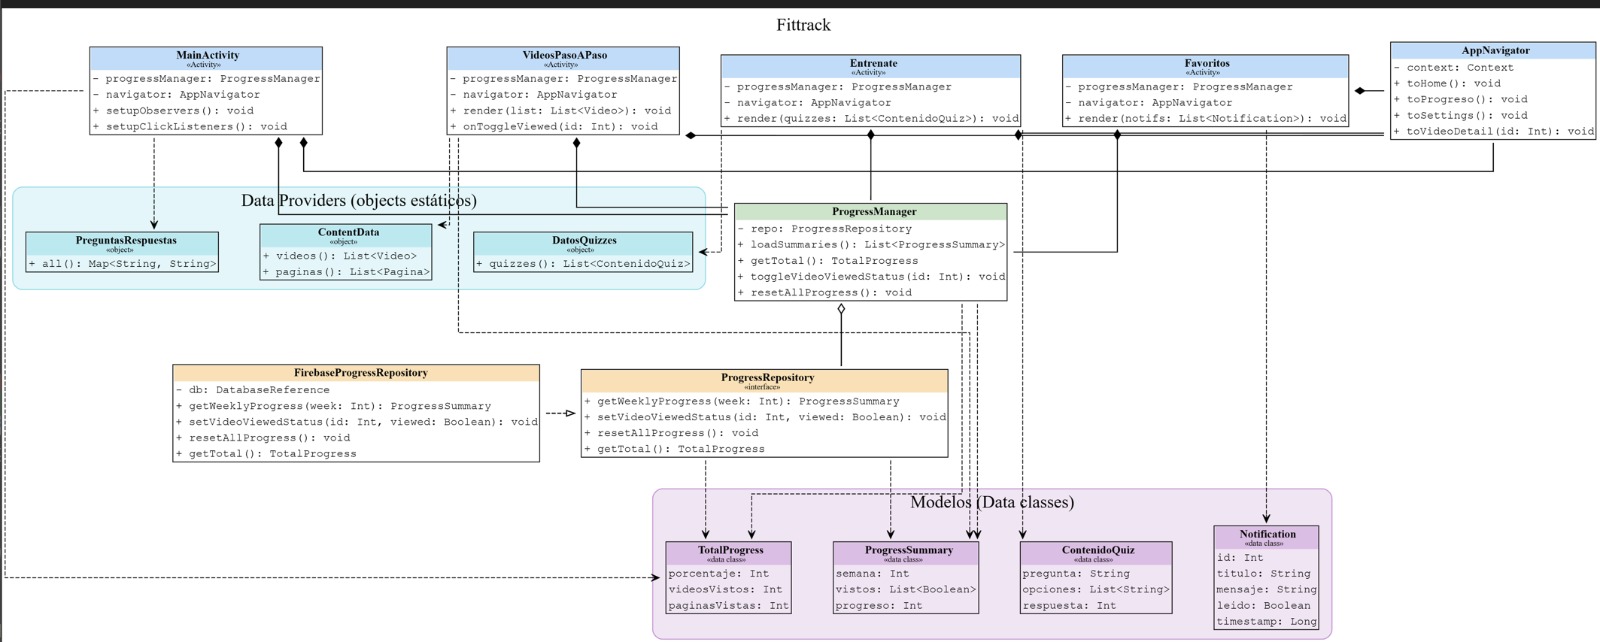 Fittrack
MainActivity
«Activity»
- progressManager: ProgressManager
- navigator: AppNavigator
+ setupObservers(): void
+ setupClickListeners(): void
VideosPasoAPaso
«Activity»
- progressManager: ProgressManager
- navigator: AppNavigator
+ render(list: List<Video>): void
+ onToggleViewed(id: Int): void
Entrenate
«Activity»
- progressManager: ProgressManager
- navigator: AppNavigator
+ render(quizzes: List<ContenidoQuiz>): void
Favoritos
«Activity»
- progressManager: ProgressManager
- navigator: AppNavigator
+ render(notifs: List<Notification>): void
AppNavigator
- context: Context
+ toHome(): void
+ toProgreso(): void
+ toSettings(): void
+ toVideoDetail(id: Int): void
Data Providers (objects estáticos)
PreguntasRespuestas
«object»
+ all(): Map<String, String>
ContentData
«object»
+ videos(): List<Video>
+ paginas(): List<Pagina>
DatosQuizzes
«object»
+ quizzes(): List<ContenidoQuiz>
ProgressManager
- repo: ProgressRepository
+ loadSummaries(): List<ProgressSummary>
+ getTotal(): TotalProgress
+ toggleVideoViewedStatus(id: Int): void
+ resetAllProgress(): void
FirebaseProgressRepository
- db: DatabaseReference
+ getWeeklyProgress(week: Int): ProgressSummary
+ setVideoViewedStatus(id: Int, viewed: Boolean): void
+ resetAllProgress(): void
+ getTotal(): TotalProgress
ProgressRepository
«interface»
+ getWeeklyProgress(week: Int): ProgressSummary
+ setVideoViewedStatus(id: Int, viewed: Boolean): void
+ resetAllProgress(): void
+ getTotal(): TotalProgress
Modelos (Data classes)
TotalProgress
«data class»
porcentaje: Int
videosVistos: Int
paginasVistas: Int
ProgressSummary
«data class»
semana: Int
vistos: List<Boolean>
progreso: Int
ContenidoQuiz
«data class»
pregunta: String
opciones: List<String>
respuesta: Int
Notification
«data class»
id: Int
titulo: String
mensaje: String
leido: Boolean
timestamp: Long